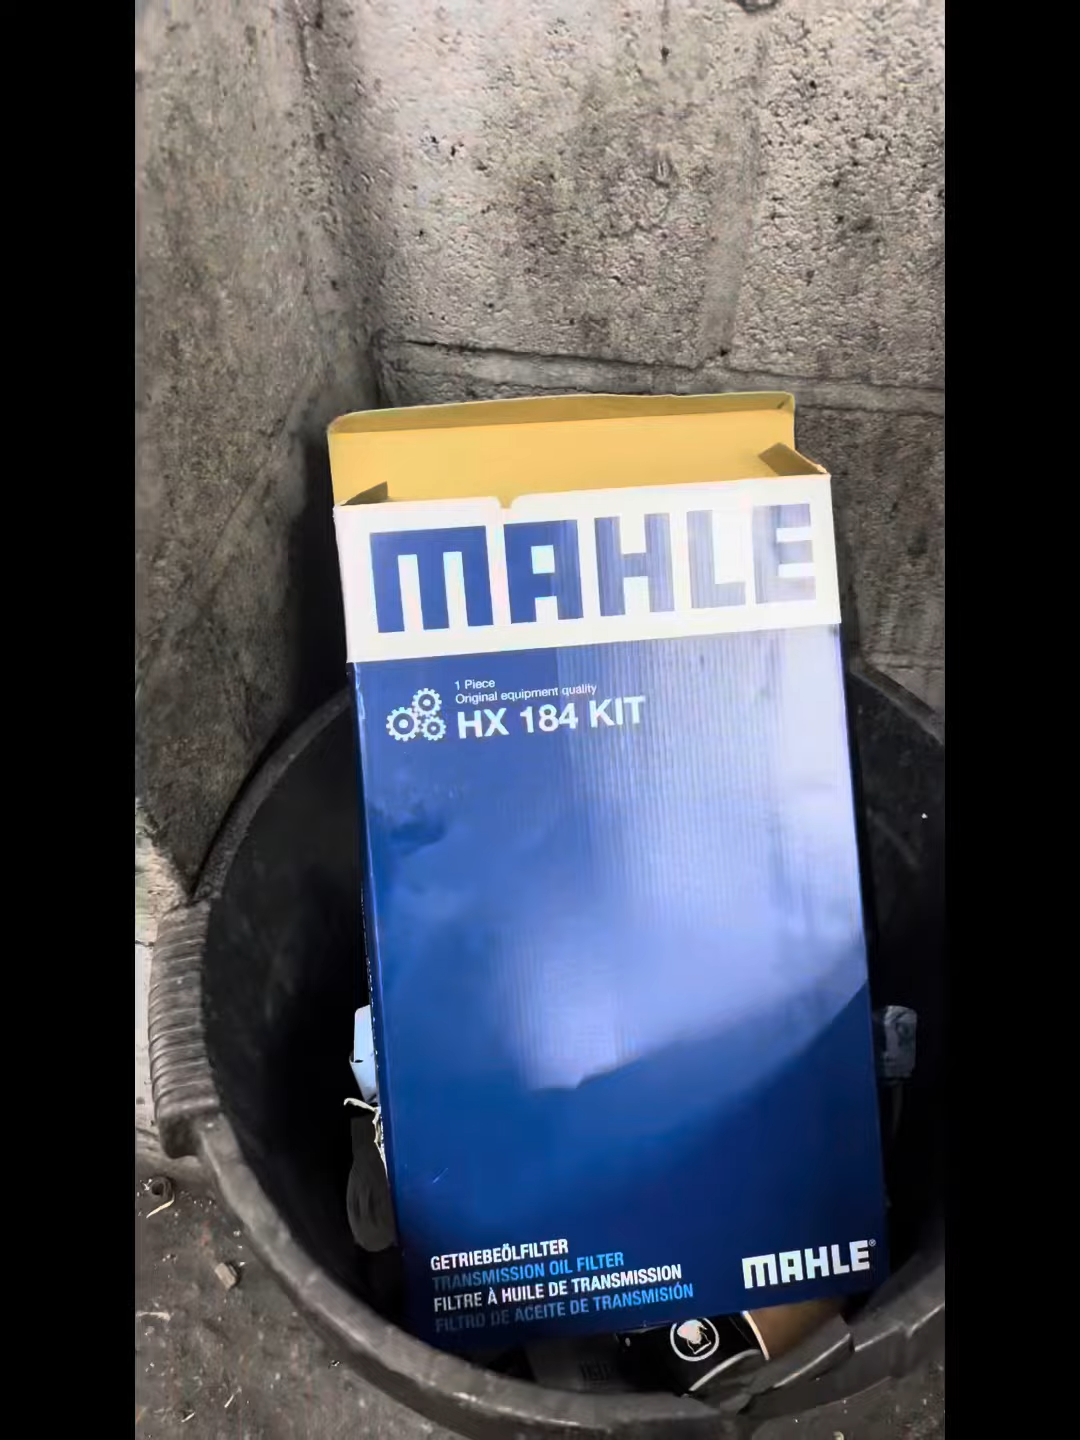 MAHLE
1 Piece
Original equipment quality
HX 184 KIT
GETRIEBEÖLFILTER
TRANSMISSION OIL FILTER
FILTRE À HUILE DE TRANSMISSION
FILTRO DE ACEITE DE TRANSMISIÓN
MAHLE®